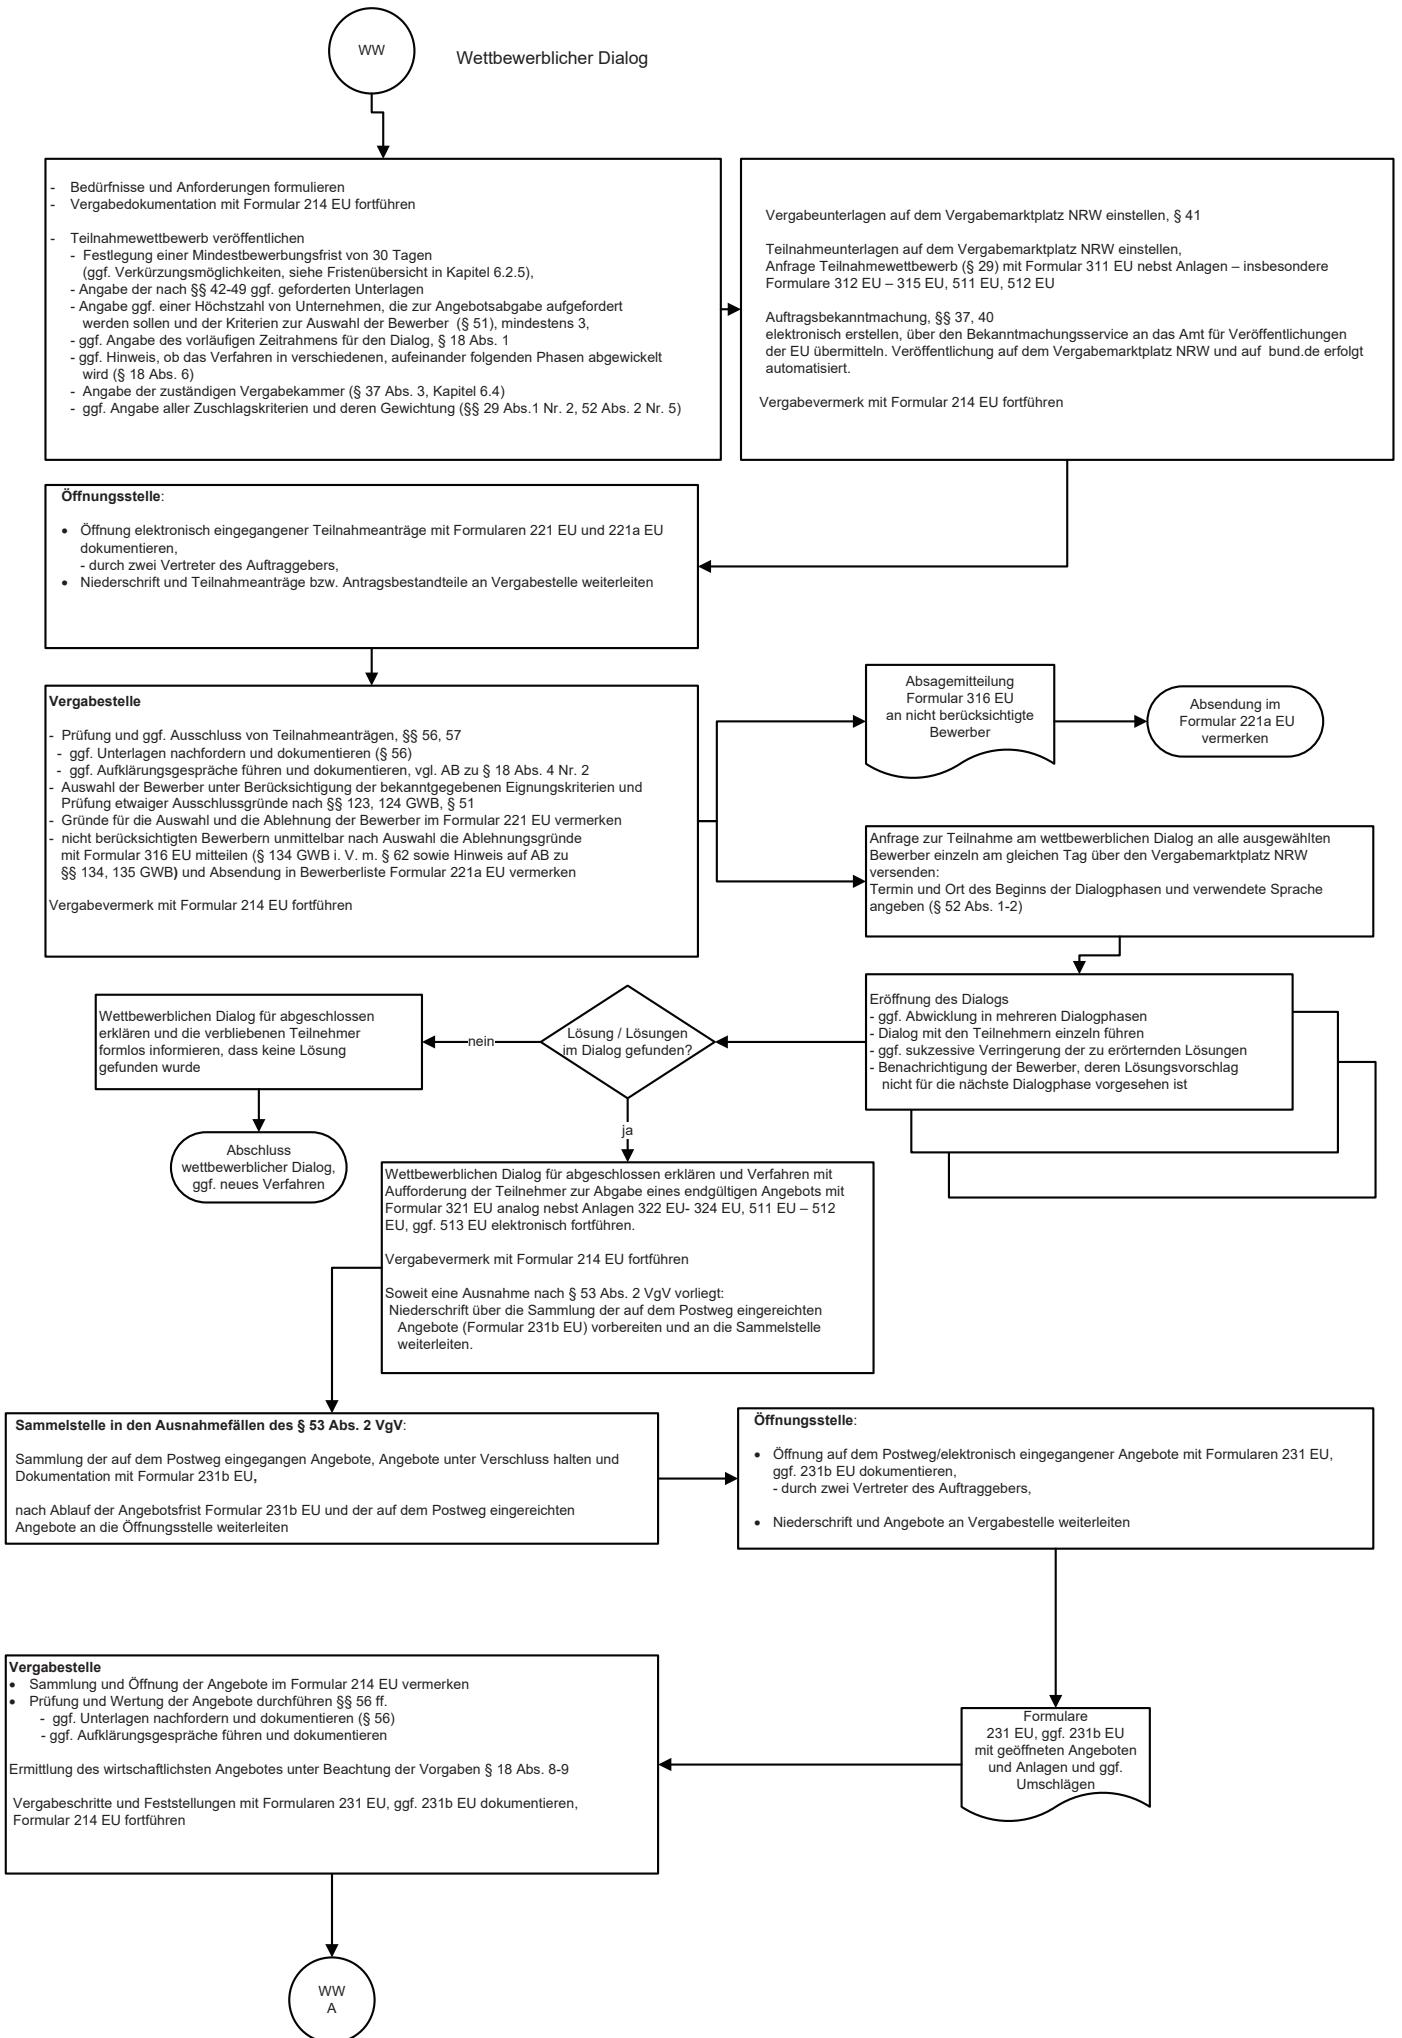 WW
Wettbewerblicher Dialog
- Bedürfnisse und Anforderungen formulieren
- Vergabedokumentation mit Formular 214 EU fortführen
- Teilnahmewettbewerb veröffentlichen
- Festlegung einer Mindestbewerbungsfrist von 30 Tagen
(ggf. Verkürzungsmöglichkeiten, siehe Fristenübersicht in Kapitel 6.2.5),
- Angabe der nach §§ 42-49 ggf. geforderten Unterlagen
- Angabe ggf. einer Höchstzahl von Unternehmen, die zur Angebotsabgabe aufgefordert
werden sollen und der Kriterien zur Auswahl der Bewerber (§ 51), mindestens 3,
- ggf. Angabe des vorläufigen Zeitrahmens für den Dialog, § 18 Abs. 1
- ggf. Hinweis, ob das Verfahren in verschiedenen, aufeinander folgenden Phasen abgewickelt
wird (§ 18 Abs. 6)
- Angabe der zuständigen Vergabekammer (§ 37 Abs. 3, Kapitel 6.4)
- ggf. Angabe aller Zuschlagskriterien und deren Gewichtung (§§ 29 Abs.1 Nr. 2, 52 Abs. 2 Nr. 5)
Vergabeunterlagen auf dem Vergabemarktplatz NRW einstellen, § 41
Teilnahmeunterlagen auf dem Vergabemarktplatz NRW einstellen,
Anfrage Teilnahmewettbewerb (§ 29) mit Formular 311 EU nebst Anlagen – insbesondere
Formulare 312 EU – 315 EU, 511 EU, 512 EU
Auftragsbekanntmachung, §§ 37, 40
elektronisch erstellen, über den Bekanntmachungsservice an das Amt für Veröffentlichungen
der EU übermitteln. Veröffentlichung auf dem Vergabemarktplatz NRW und auf bund.de erfolgt
automatisiert.
Vergabevermerk mit Formular 214 EU fortführen
Öffnungsstelle:
• Öffnung elektronisch eingegangener Teilnahmeanträge mit Formularen 221 EU und 221a EU
dokumentieren,
- durch zwei Vertreter des Auftraggebers,
• Niederschrift und Teilnahmeanträge bzw. Antragsbestandteile an Vergabestelle weiterleiten
Vergabestelle
- Prüfung und ggf. Ausschluss von Teilnahmeanträgen, §§ 56, 57
- ggf. Unterlagen nachfordern und dokumentieren (§ 56)
- ggf. Aufklärungsgespräche führen und dokumentieren, vgl. AB zu § 18 Abs. 4 Nr. 2
- Auswahl der Bewerber unter Berücksichtigung der bekanntgegebenen Eignungskriterien und
Prüfung etwaiger Ausschlussgründe nach §§ 123, 124 GWB, § 51
- Gründe für die Auswahl und die Ablehnung der Bewerber im Formular 221 EU vermerken
- nicht berücksichtigten Bewerbern unmittelbar nach Auswahl die Ablehnungsgründe
mit Formular 316 EU mitteilen (§ 134 GWB i. V. m. § 62 sowie Hinweis auf AB zu
§§ 134, 135 GWB) und Absendung in Bewerberliste Formular 221a EU vermerken
Vergabevermerk mit Formular 214 EU fortführen
Absagemitteilung
Formular 316 EU
an nicht berücksichtigte
Bewerber
Absendung im
Formular 221a EU
vermerken
Anfrage zur Teilnahme am wettbewerblichen Dialog an alle ausgewählten
Bewerber einzeln am gleichen Tag über den Vergabemarktplatz NRW
versenden:
Termin und Ort des Beginns der Dialogphasen und verwendete Sprache
angeben (§ 52 Abs. 1-2)
Eröffnung des Dialogs
- ggf. Abwicklung in mehreren Dialogphasen
- Dialog mit den Teilnehmern einzeln führen
- ggf. sukzessive Verringerung der zu erörternden Lösungen
- Benachrichtigung der Bewerber, deren Lösungsvorschlag
nicht für die nächste Dialogphase vorgesehen ist
Lösung / Lösungen
im Dialog gefunden?
nein
Wettbewerblichen Dialog für abgeschlossen
erklären und die verbliebenen Teilnehmer
formlos informieren, dass keine Lösung
gefunden wurde
Abschluss
wettbewerblicher Dialog,
ggf. neues Verfahren
ja
Wettbewerblichen Dialog für abgeschlossen erklären und Verfahren mit
Aufforderung der Teilnehmer zur Abgabe eines endgültigen Angebots mit
Formular 321 EU analog nebst Anlagen 322 EU- 324 EU, 511 EU – 512
EU, ggf. 513 EU elektronisch fortführen.
Vergabevermerk mit Formular 214 EU fortführen
Soweit eine Ausnahme nach § 53 Abs. 2 VgV vorliegt:
Niederschrift über die Sammlung der auf dem Postweg eingereichten
Angebote (Formular 231b EU) vorbereiten und an die Sammelstelle
weiterleiten.
Sammelstelle in den Ausnahmefällen des § 53 Abs. 2 VgV:
Sammlung der auf dem Postweg eingegangen Angebote, Angebote unter Verschluss halten und
Dokumentation mit Formular 231b EU,
nach Ablauf der Angebotsfrist Formular 231b EU und der auf dem Postweg eingereichten
Angebote an die Öffnungsstelle weiterleiten
Öffnungsstelle:
• Öffnung auf dem Postweg/elektronisch eingegangener Angebote mit Formularen 231 EU,
ggf. 231b EU dokumentieren,
- durch zwei Vertreter des Auftraggebers,
• Niederschrift und Angebote an Vergabestelle weiterleiten
Formulare
231 EU, ggf. 231b EU
mit geöffneten Angeboten
und Anlagen und ggf.
Umschlägen
Vergabestelle
• Sammlung und Öffnung der Angebote im Formular 214 EU vermerken
• Prüfung und Wertung der Angebote durchführen §§ 56 ff.
- ggf. Unterlagen nachfordern und dokumentieren (§ 56)
- ggf. Aufklärungsgespräche führen und dokumentieren
Ermittlung des wirtschaftlichsten Angebotes unter Beachtung der Vorgaben § 18 Abs. 8-9
Vergabeschritte und Feststellungen mit Formularen 231 EU, ggf. 231b EU dokumentieren,
Formular 214 EU fortführen
WW
A